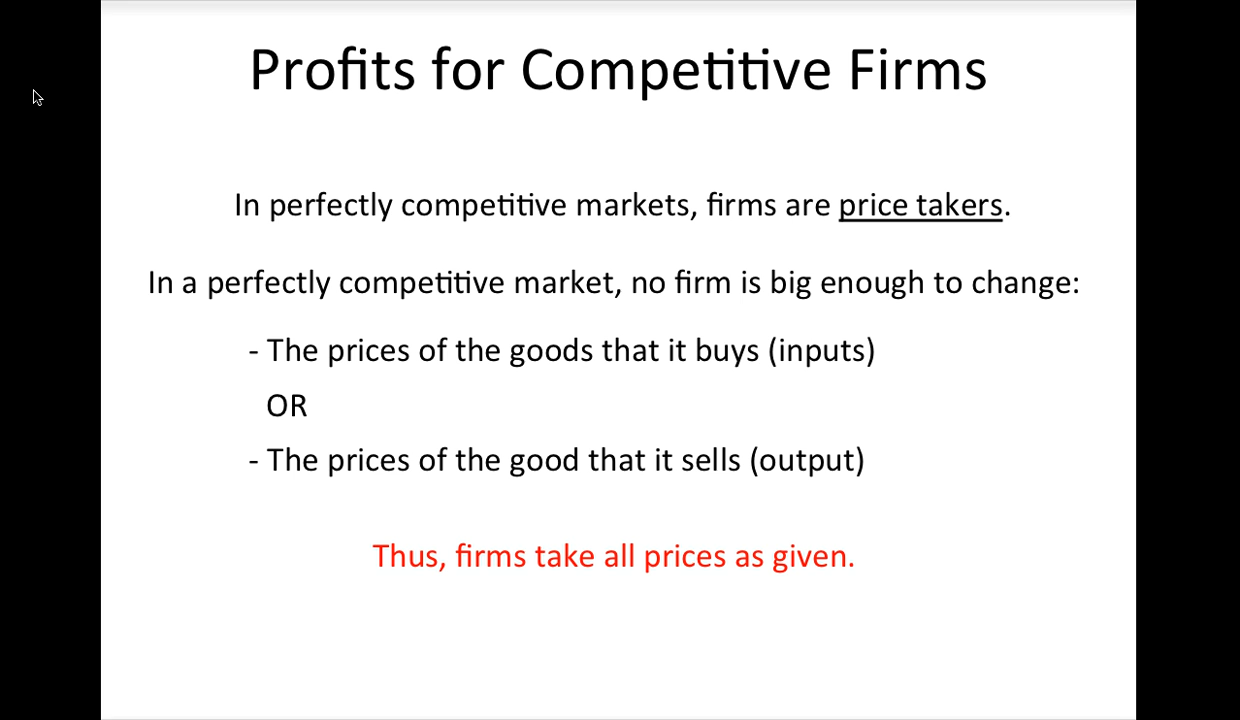 Profits for Competitive Firms
In perfectly competitive markets, firms are price takers.
In a perfectly competitive market, no firm is big enough to change:
- The prices of the goods that it buys (inputs)
OR
- The prices of the good that it sells (output)
Thus, firms take all prices as given.